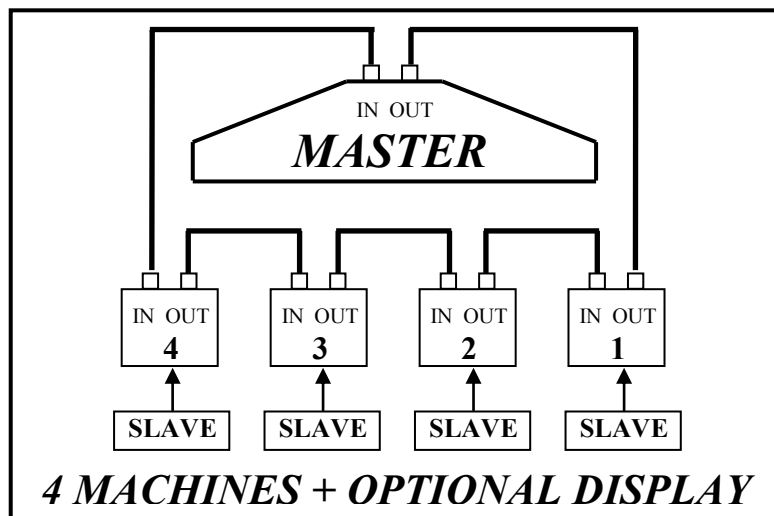 IN OUT
MASTER
IN OUT IN OUT IN OUT IN OUT
4 3 2 1
SLAVE SLAVE SLAVE SLAVE
4 MACHINES + OPTIONAL DISPLAY